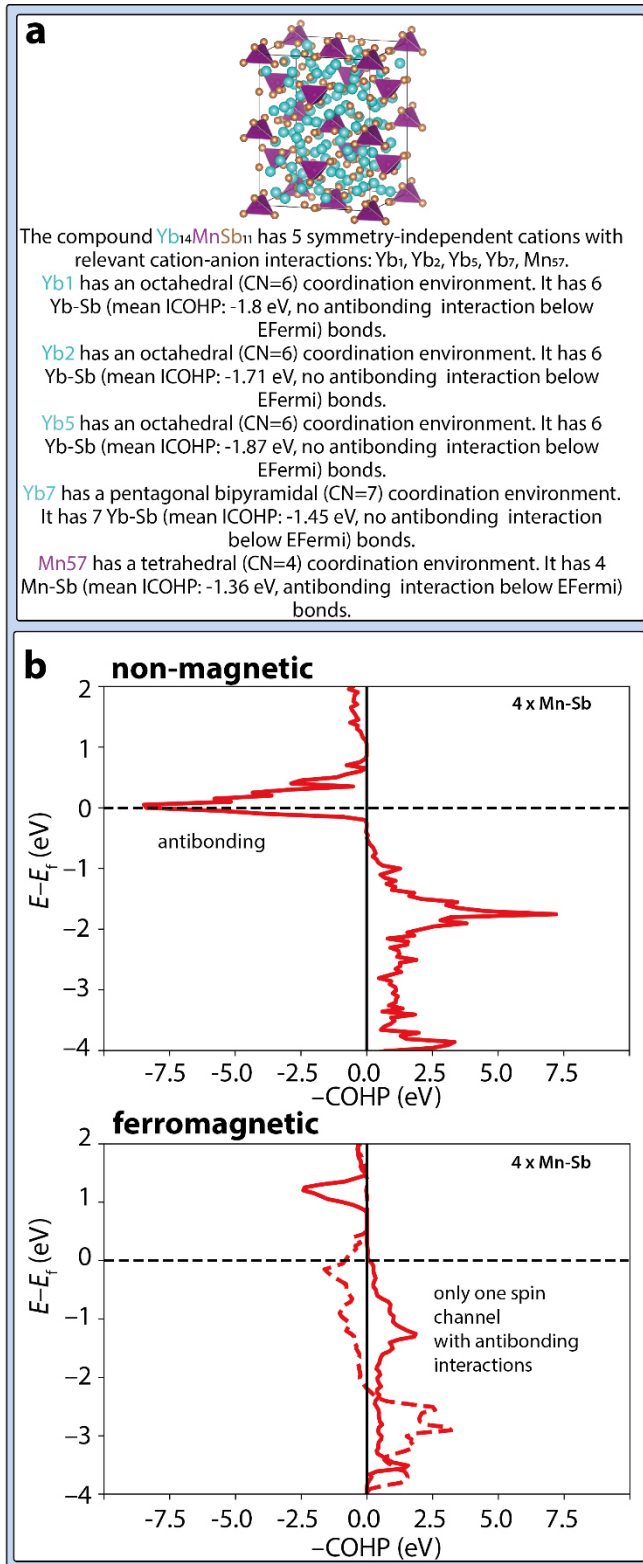 a
The compound Yb₁₄MnSb₁₁ has 5 symmetry-independent cations with
relevant cation-anion interactions: Yb₁, Yb₂, Yb₅, Yb₇, Mn₅₇.
Yb1 has an octahedral (CN=6) coordination environment. It has 6
Yb-Sb (mean ICOHP: -1.8 eV, no antibonding interaction below
EFermi) bonds.
Yb2 has an octahedral (CN=6) coordination environment. It has 6
Yb-Sb (mean ICOHP: -1.71 eV, no antibonding interaction below
EFermi) bonds.
Yb5 has an octahedral (CN=6) coordination environment. It has 6
Yb-Sb (mean ICOHP: -1.87 eV, no antibonding interaction below
EFermi) bonds.
Yb7 has a pentagonal bipyramidal (CN=7) coordination environment.
It has 7 Yb-Sb (mean ICOHP: -1.45 eV, no antibonding interaction
below EFermi) bonds.
Mn57 has a tetrahedral (CN=4) coordination environment. It has 4
Mn-Sb (mean ICOHP: -1.36 eV, antibonding interaction below EFermi)
bonds.
b
non-magnetic
2
4 x Mn-Sb
1
0
antibonding
E−Ef (eV)
−1
−2
−3
−4
-7.5 -5.0 -2.5 0.0 2.5 5.0 7.5
−COHP (eV)
ferromagnetic
2
4 x Mn-Sb
1
0
only one spin
channel
with antibonding
interactions
E−Ef (eV)
−1
−2
−3
−4
-7.5 -5.0 -2.5 0.0 2.5 5.0 7.5
−COHP (eV)